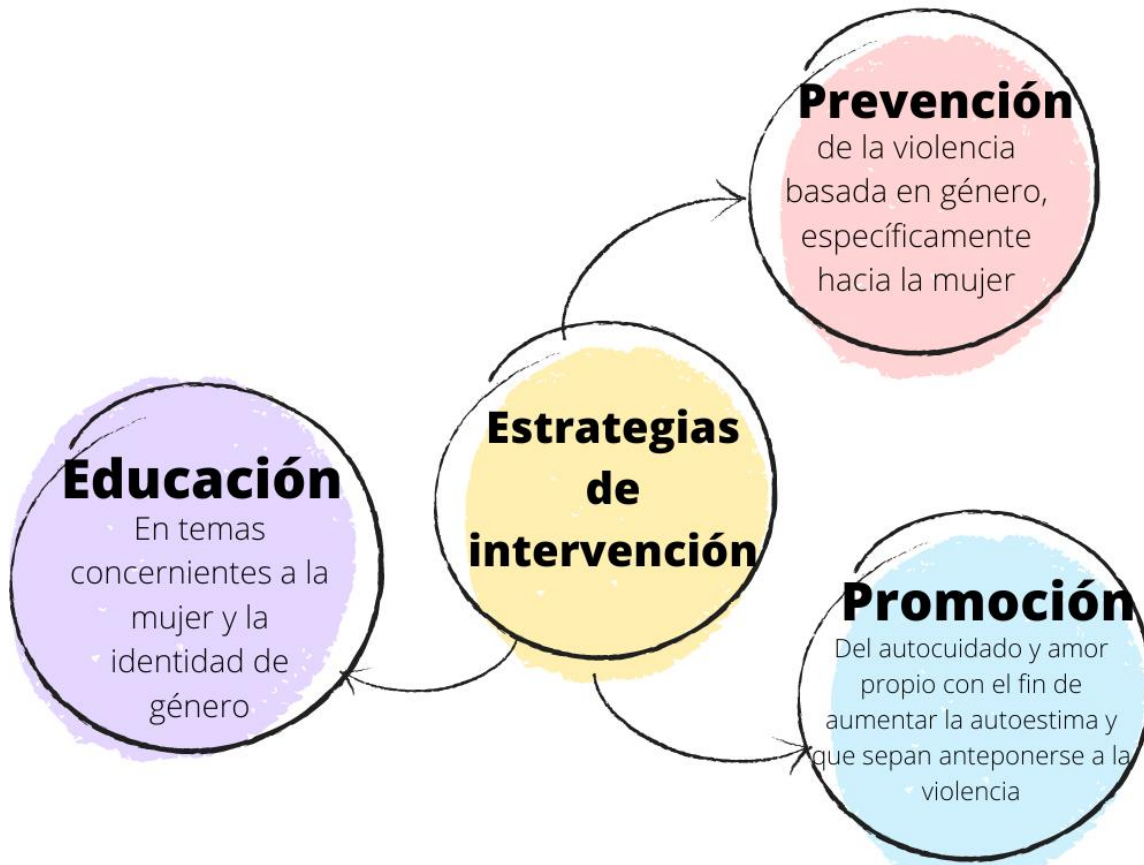 Prevención
de la violencia
basada en género,
específicamente
hacia la mujer
Estrategias
de
intervención
Educación
En temas
concernientes a la
mujer y la
identidad de
género
Promoción
Del autocuidado y amor
propio con el fin de
aumentar la autoestima y
que sepan anteponerse a la
violencia